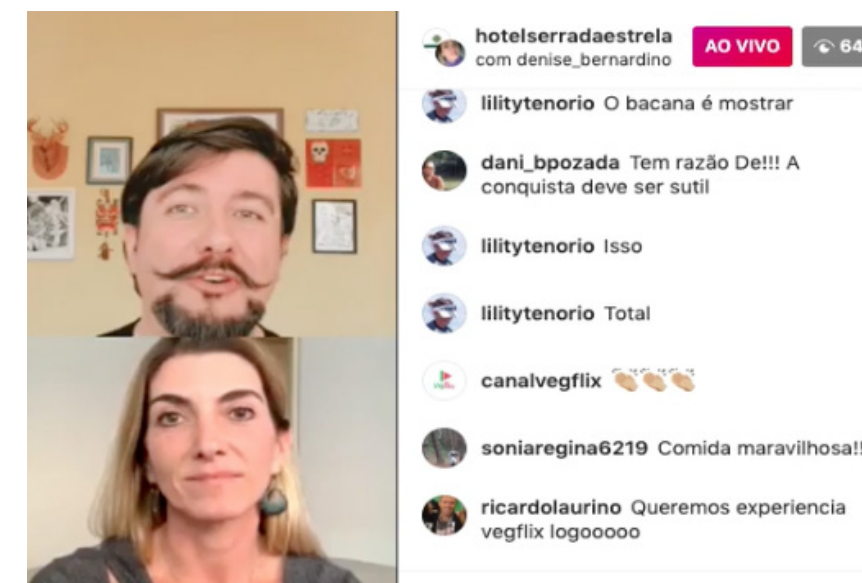 hotelserradaestrela
com denise_bernardino
AO VIVO
64
lilitytenorio O bacana é mostrar
dani_bpozada Tem razão De!!! A
conquista deve ser sutil
lilitytenorio Isso
lilitytenorio Total
canalvegflix 👏🏼👏🏼👏🏼
soniaregina6219 Comida maravilhosa!!
ricardolaurino Queremos experiencia
vegflix logooooo